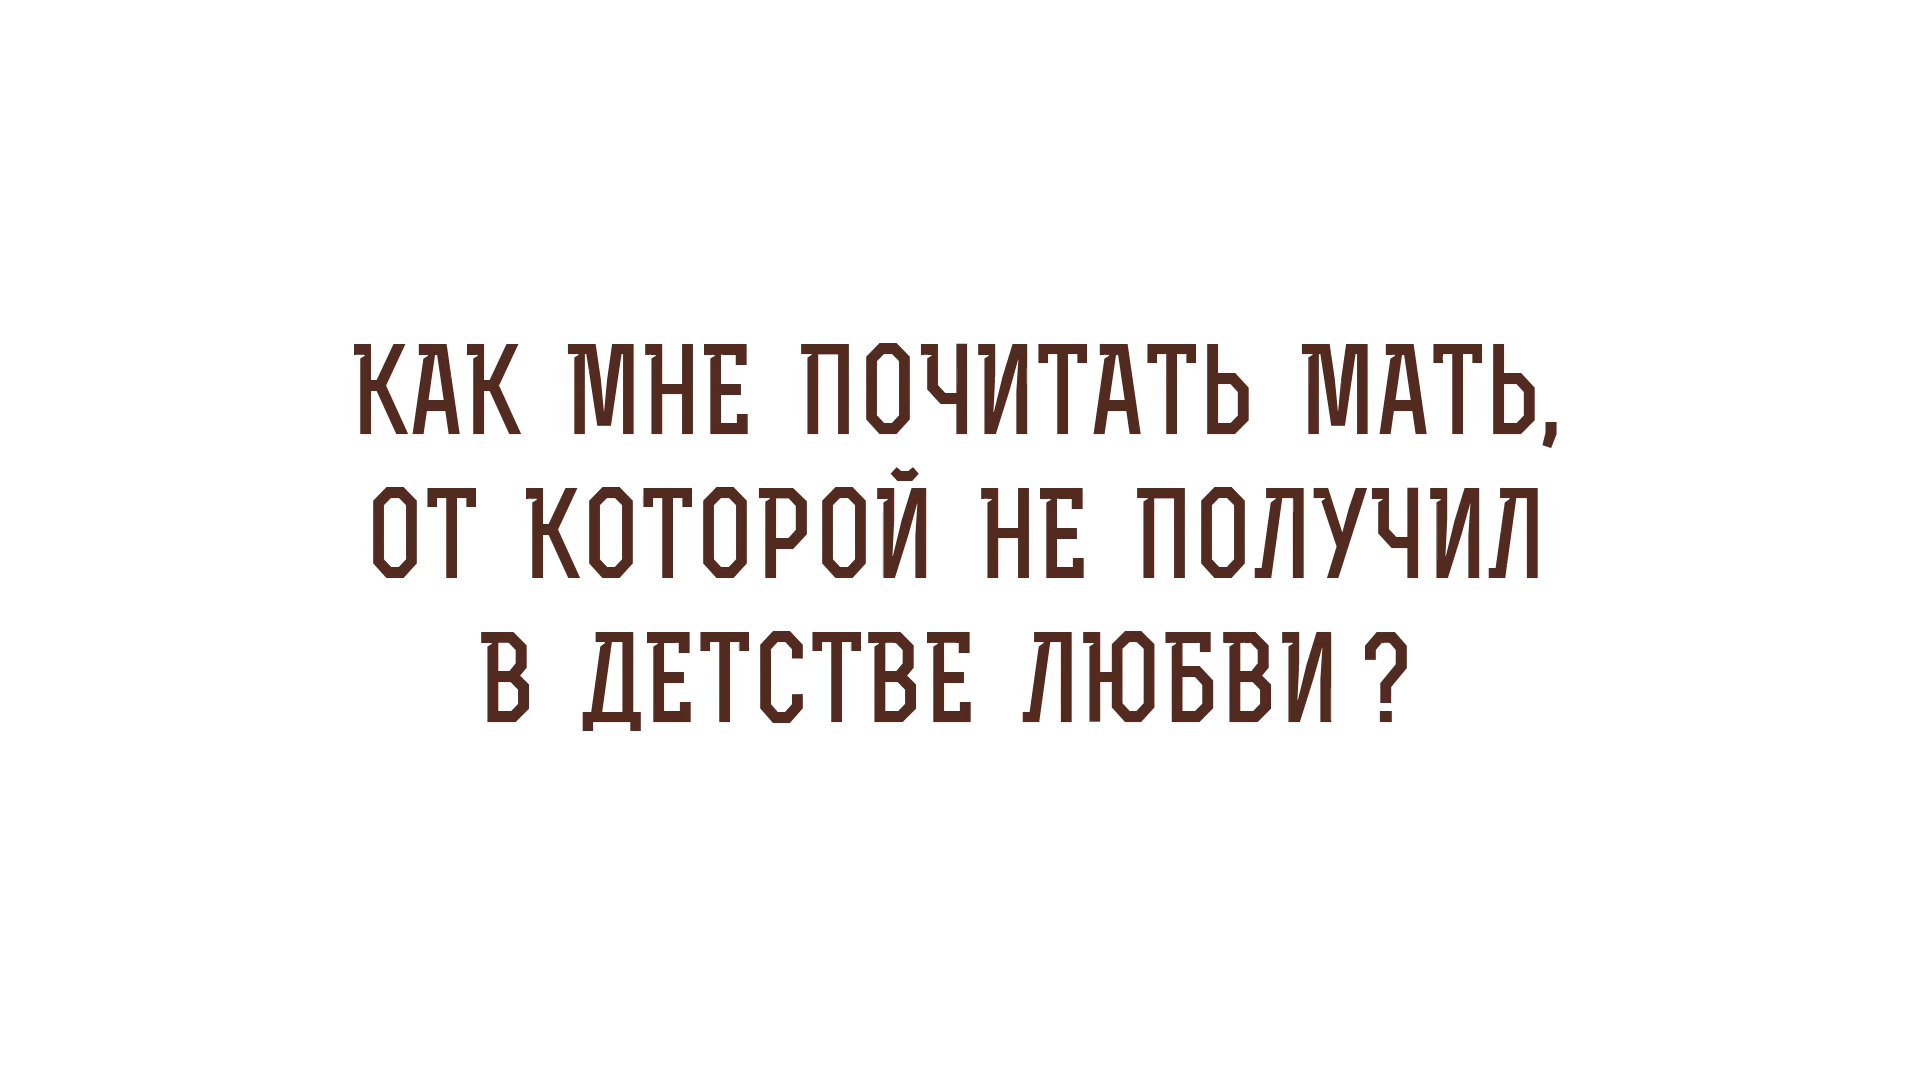 КАК МНЕ ПОЧИТАТЬ МАТЬ,
ОТ КОТОРОЙ НЕ ПОЛУЧИЛ
В ДЕТСТВЕ ЛЮБВИ ?